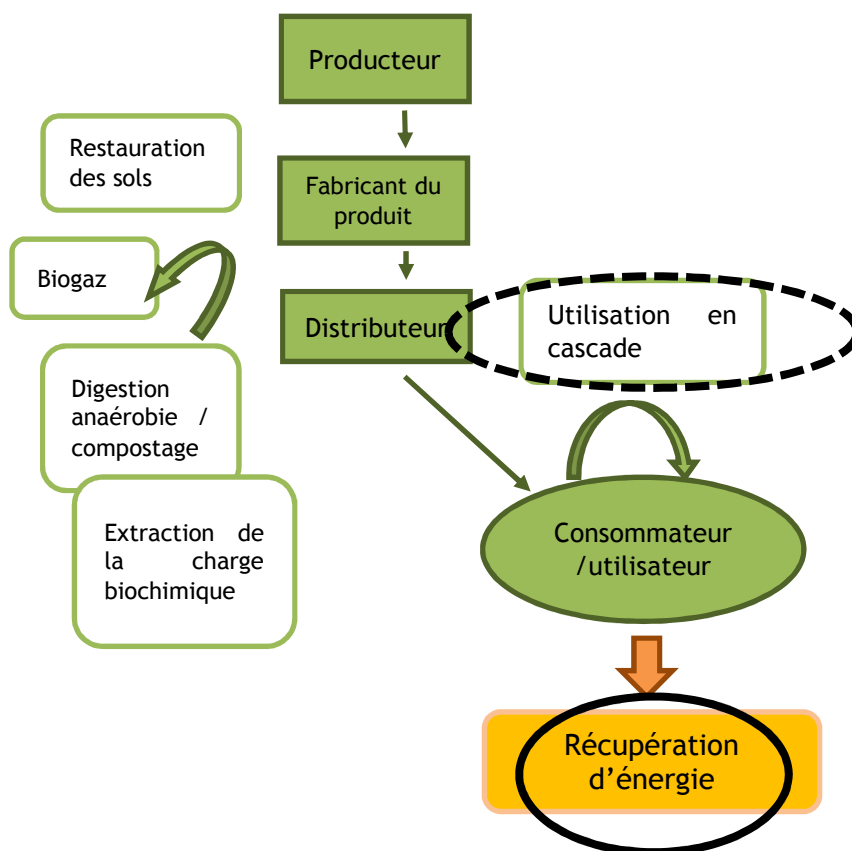 Producteur
Restauration
des sols
Fabricant du
produit
Biogaz
Distributeur
Utilisation en
cascade
Digestion
anaérobie /
compostage
Extraction de
la charge
biochimique
Consommateur
/utilisateur
Récupération
d’énergie